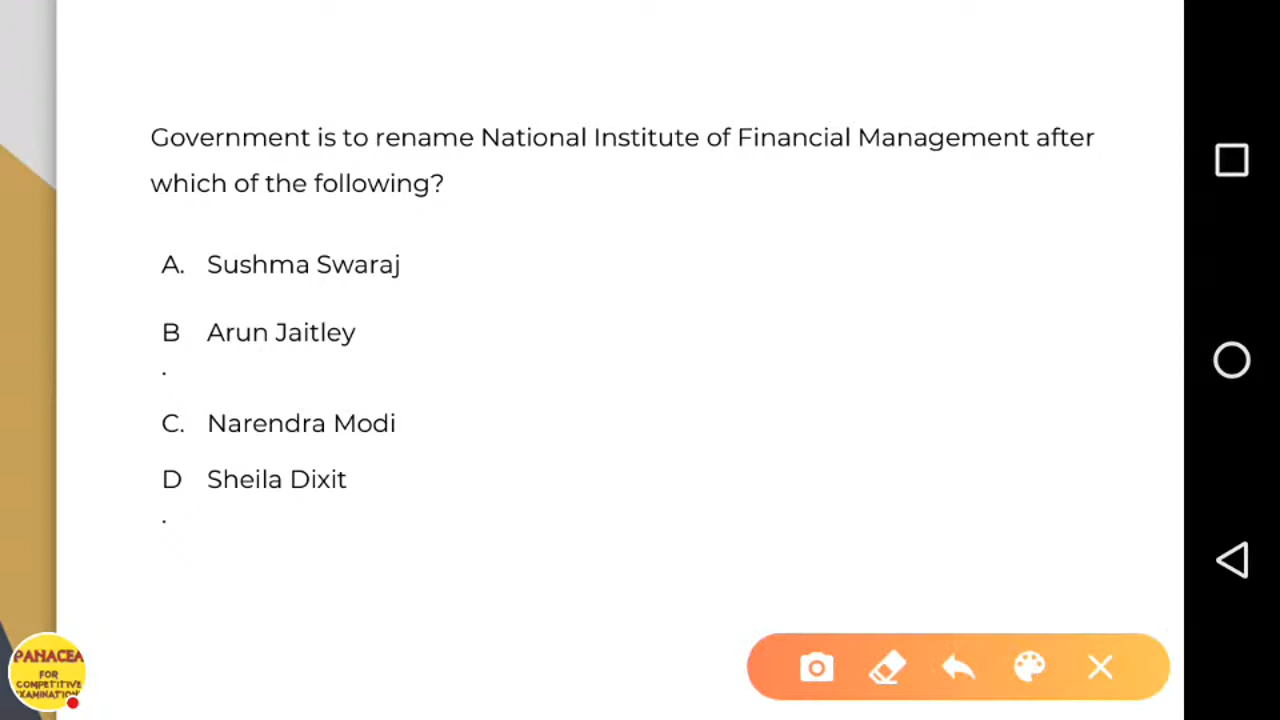 Government is to rename National Institute of Financial Management after
which of the following?
A. Sushma Swaraj
B Arun Jaitley
.
C. Narendra Modi
D Sheila Dixit
.
PANACEA
FOR
COMPETITIVE
EXAMINATION